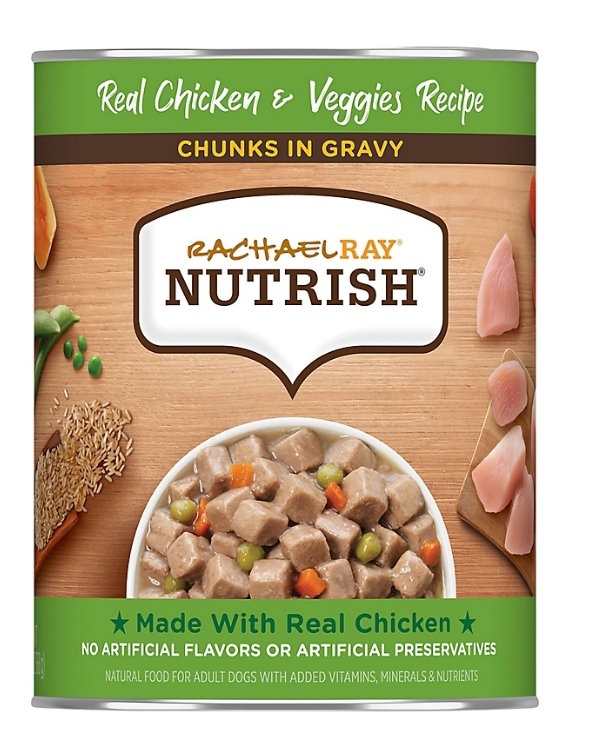 Real Chicken & Veggies Recipe
CHUNKS IN GRAVY
RACHAEL RAY®
NUTRISH®
★ Made With Real Chicken ★
NO ARTIFICIAL FLAVORS OR ARTIFICIAL PRESERVATIVES
NATURAL FOOD FOR ADULT DOGS WITH ADDED VITAMINS, MINERALS & NUTRIENTS